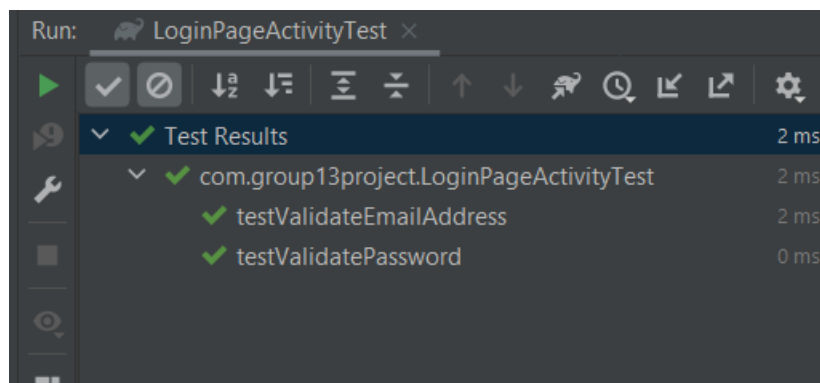 Run: LoginPageActivityTest
Test Results 2 ms
com.group13project.LoginPageActivityTest 2 ms
testValidateEmailAddress 2 ms
testValidatePassword 0 ms